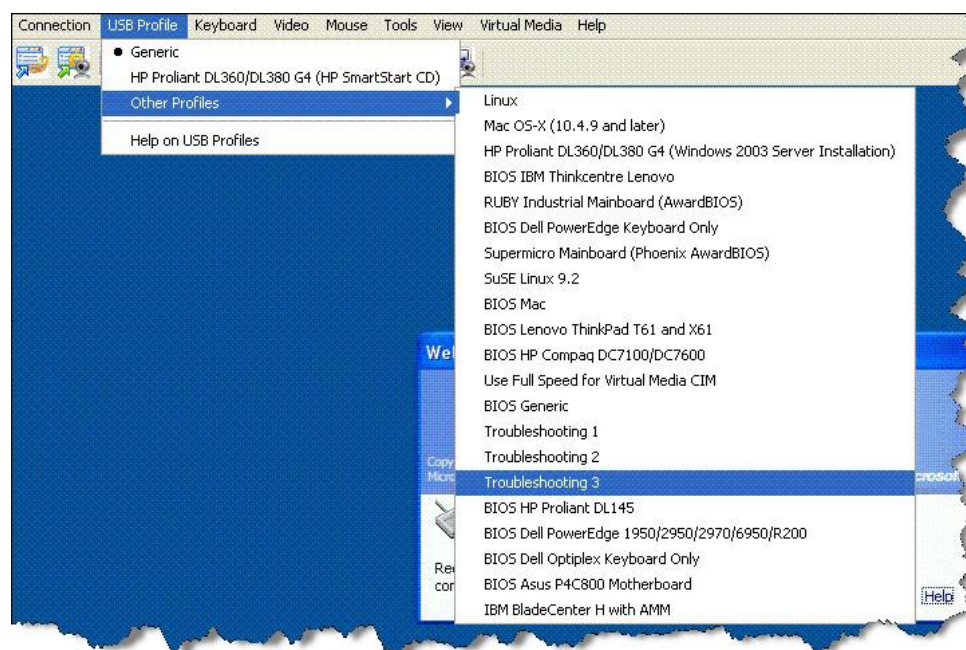 Connection USB Profile Keyboard Video Mouse Tools View Virtual Media Help
Generic
HP Proliant DL360/DL380 G4 (HP SmartStart CD)
Other Profiles
Help on USB Profiles
Linux
Mac OS-X (10.4.9 and later)
HP Proliant DL360/DL380 G4 (Windows 2003 Server Installation)
BIOS IBM Thinkcentre Lenovo
RUBY Industrial Mainboard (AwardBIOS)
BIOS Dell PowerEdge Keyboard Only
Supermicro Mainboard (Phoenix AwardBIOS)
SuSE Linux 9.2
BIOS Mac
BIOS Lenovo ThinkPad T61 and X61
BIOS HP Compaq DC7100/DC7600
Use Full Speed for Virtual Media CIM
BIOS Generic
Troubleshooting 1
Troubleshooting 2
Troubleshooting 3
BIOS HP Proliant DL145
BIOS Dell PowerEdge 1950/2950/2970/6950/R200
BIOS Dell Optiplex Keyboard Only
BIOS Asus P4C800 Motherboard
IBM BladeCenter H with AMM
Wel
Copy
Micro
crosof
Re
cor
Help